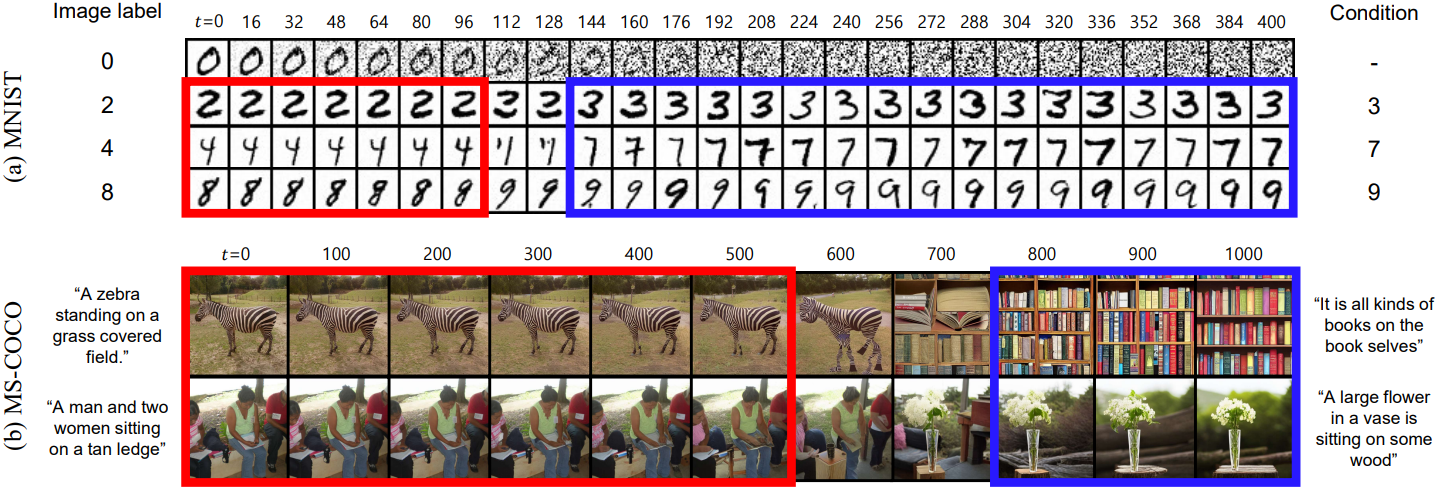 Image label t=0 16 32 48 64 80 96 112 128 144 160 176 192 208 224 240 256 272 288 304 320 336 352 368 384 400 Condition
(a) MNIST
0 -
2 3
4 7
8 9
t=0 100 200 300 400 500 600 700 800 900 1000
(b) MS-COCO
“A zebra
standing on a
grass covered
field.”
“It is all kinds of
books on the
book selves”
“A man and two
women sitting
on a tan ledge”
“A large flower
in a vase is
sitting on some
wood”